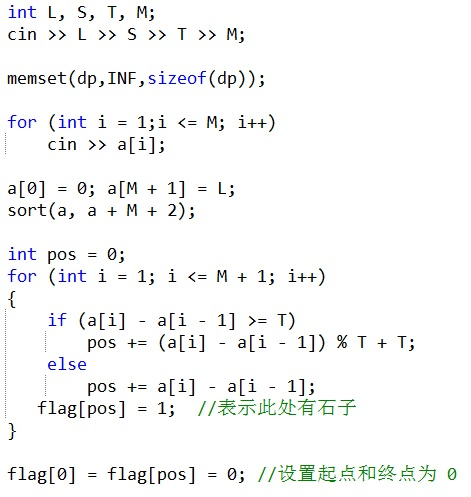 int L, S, T, M;
cin >> L >> S >> T >> M;
memset(dp,INF,sizeof(dp));
for (int i = 1;i <= M; i++)
cin >> a[i];
a[0] = 0; a[M + 1] = L;
sort(a, a + M + 2);
int pos = 0;
for (int i = 1; i <= M + 1; i++)
{
if (a[i] - a[i - 1] >= T)
pos += (a[i] - a[i - 1]) % T + T;
else
pos += a[i] - a[i - 1];
flag[pos] = 1;  //表示此处有石子
}
flag[0] = flag[pos] = 0; //设置起点和终点为 0